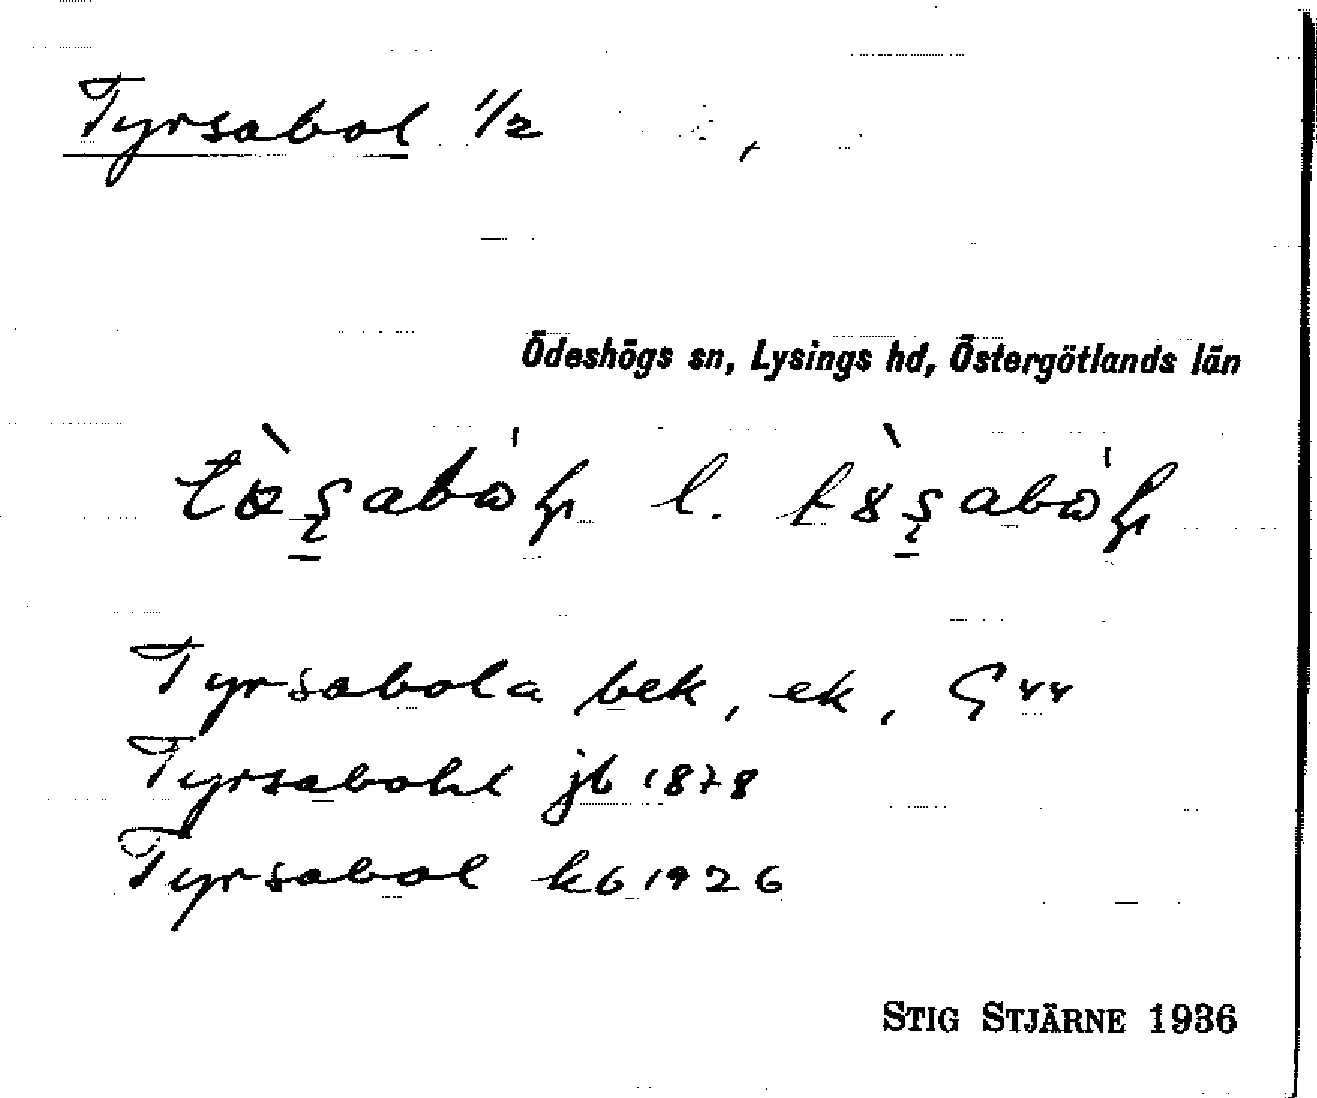 Tyrsabol 1/2
Ödeshögs sn, Lysings hd, Östergötlands län
l.
Tyrsabola bek, ek,
Tyrsabohl jb 1878
Tyrsabol kb 1926
STIG STJÄRNE 1936